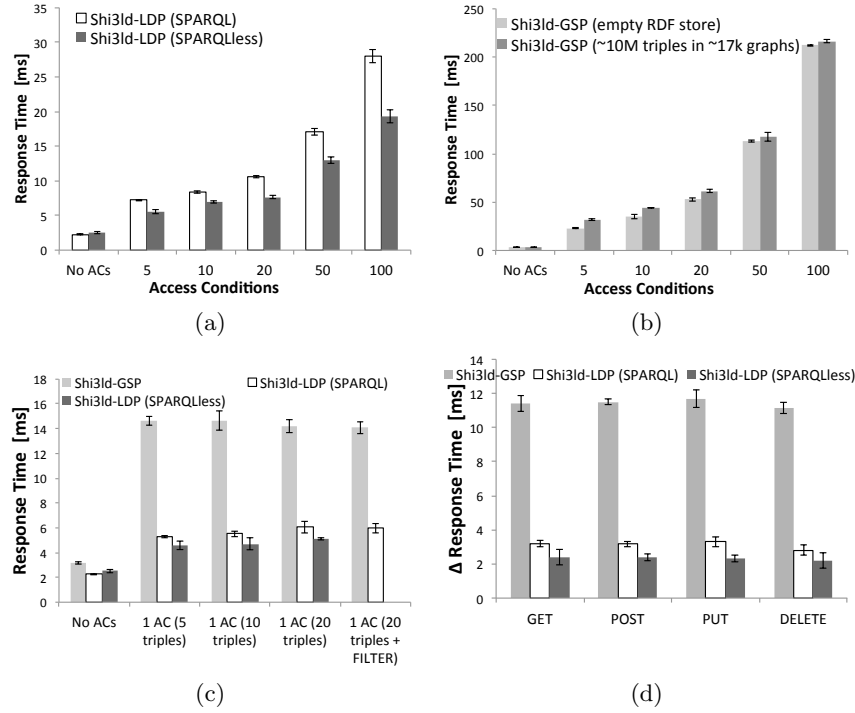 Shi3ld-LDP (SPARQL)
Shi3ld-LDP (SPARQLless)
Response Time [ms]
35
30
25
20
15
10
5
0
No ACs 5 10 20 50 100
Access Conditions
(a)
Shi3ld-GSP (empty RDF store)
Shi3ld-GSP (~10M triples in ~17k graphs)
Response Time [ms]
250
200
150
100
50
0
No ACs 5 10 20 50 100
Access Conditions
(b)
Shi3ld-GSP
Shi3ld-LDP (SPARQL)
Shi3ld-LDP (SPARQLless)
Response Time [ms]
18
16
14
12
10
8
6
4
2
0
No ACs 1 AC (5 1 AC (10 1 AC (20 1 AC (20
triples) triples) triples) triples +
FILTER)
(c)
Shi3ld-GSP Shi3ld-LDP (SPARQL) Shi3ld-LDP (SPARQLless)
Δ Response Time [ms]
14
12
10
8
6
4
2
0
GET POST PUT DELETE
(d)